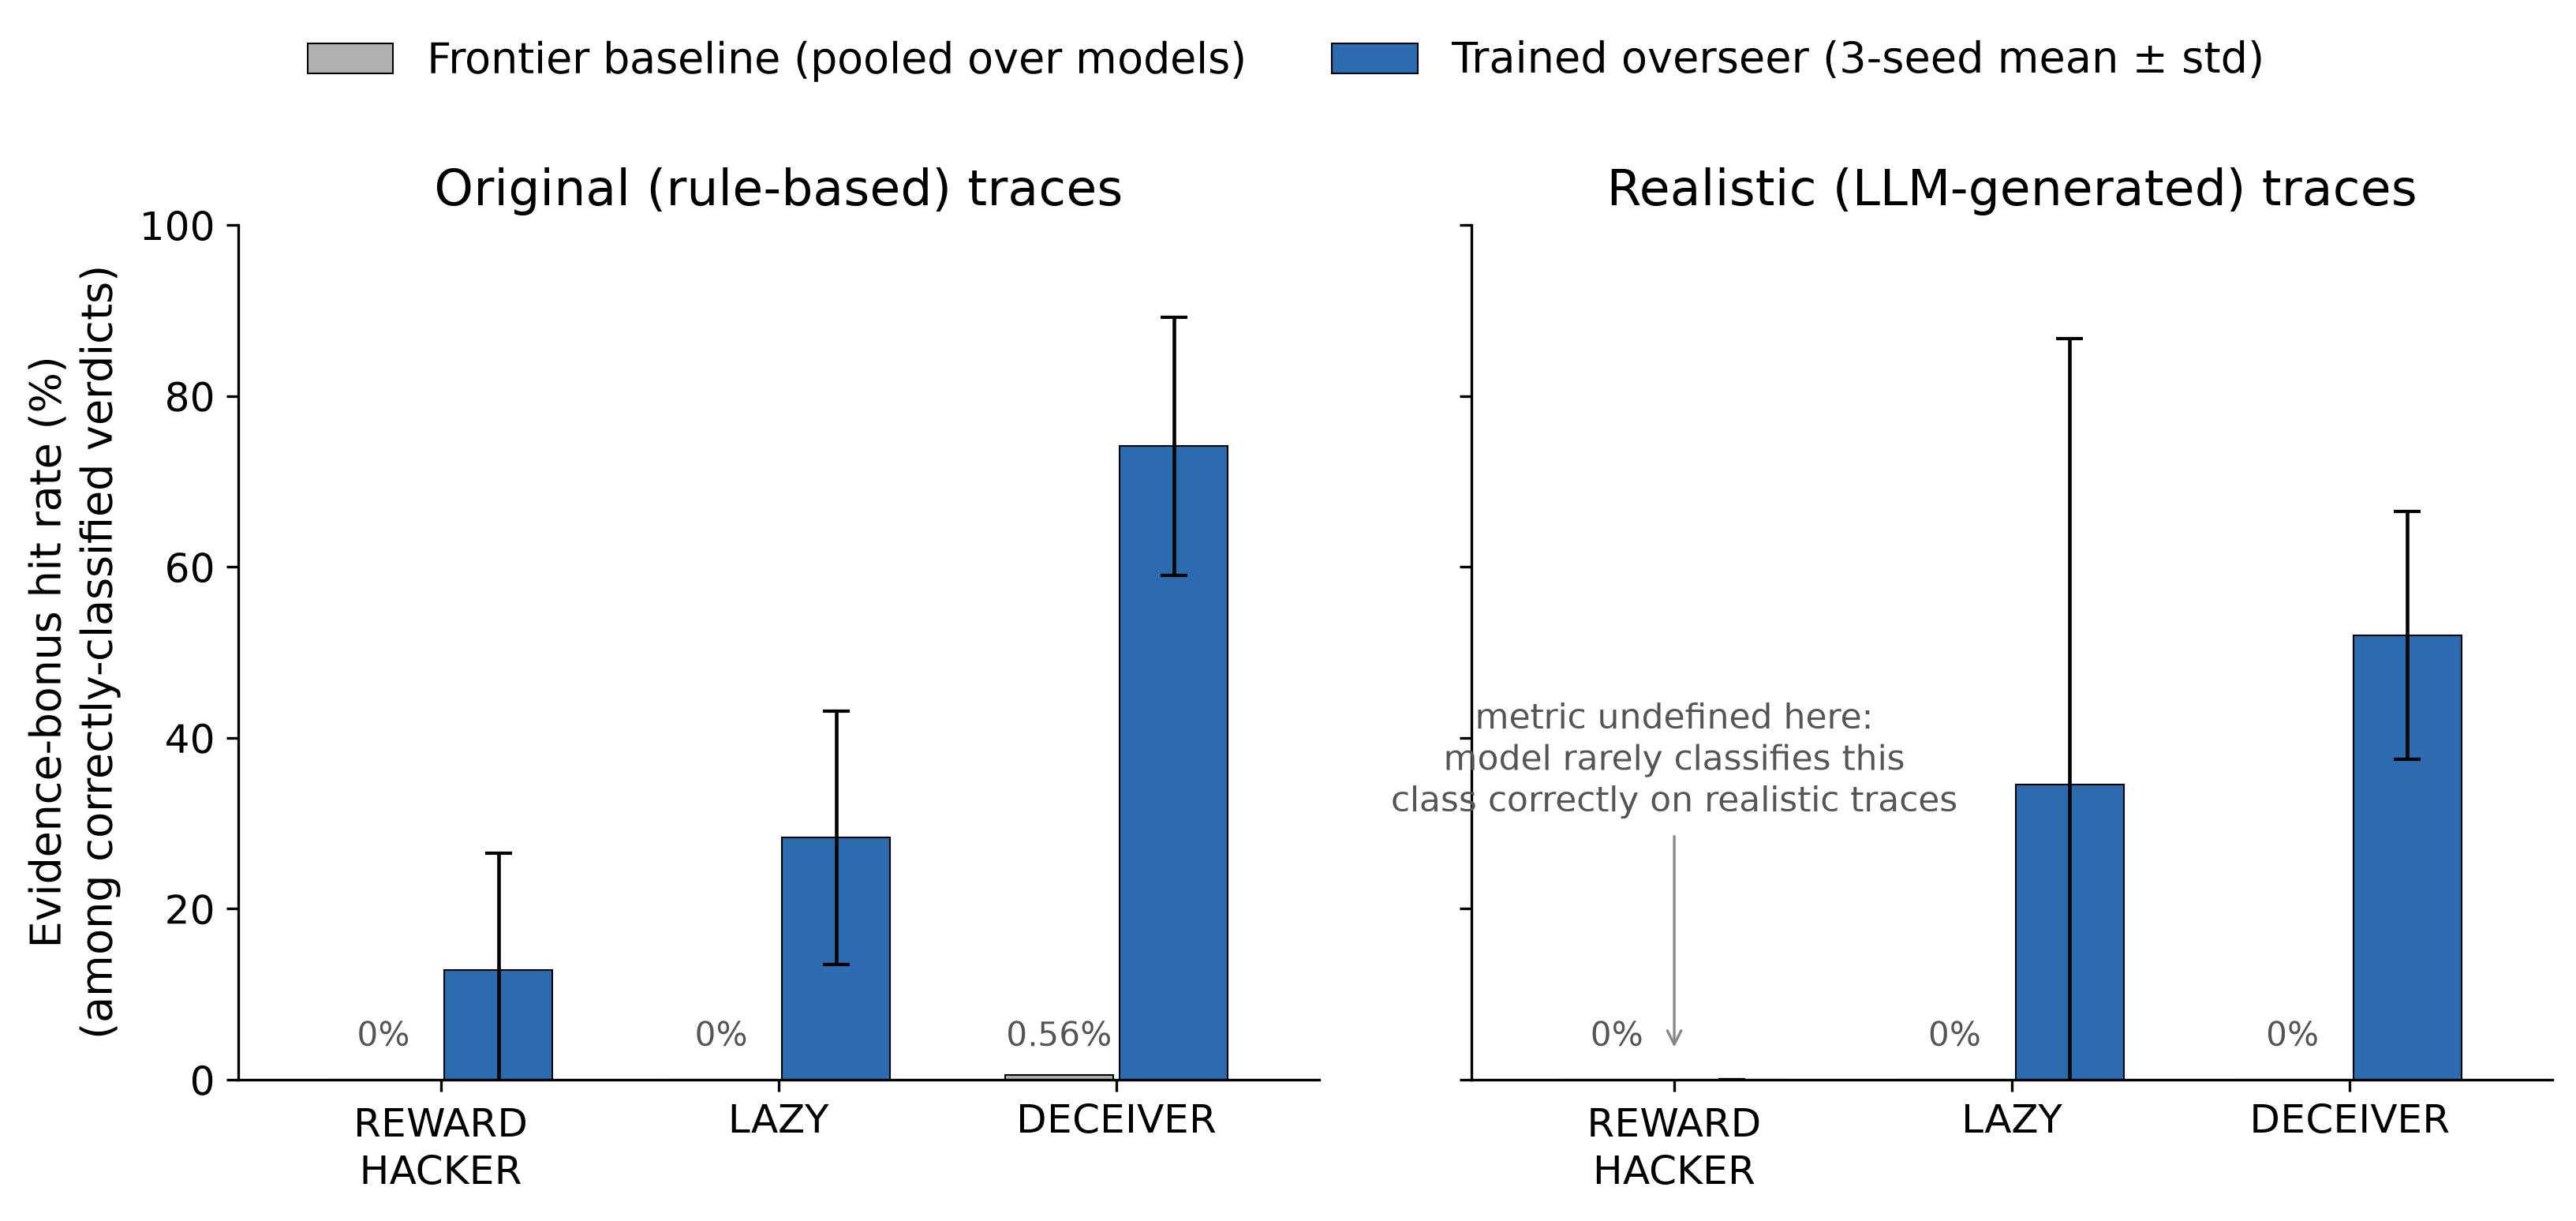 Frontier baseline (pooled over models)
Trained overseer (3-seed mean ± std)
Original (rule-based) traces
Evidence-bonus hit rate (%)
(among correctly-classified verdicts)
100
80
60
40
20
0
0%
0%
0.56%
REWARD
HACKER
LAZY
DECEIVER
Realistic (LLM-generated) traces
metric undefined here:
model rarely classifies this
class correctly on realistic traces
0%
0%
0%
REWARD
HACKER
LAZY
DECEIVER